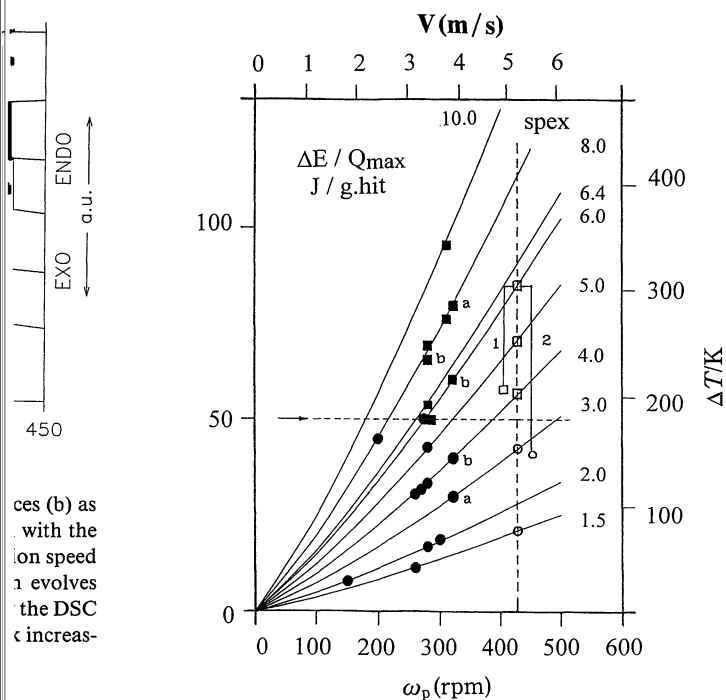 V (m/s)
0 1 2 3 4 5 6
10.0
spex
8.0
ΔE / Qmax
J / g.hit
400
6.4
100
6.0
ENDO
a.u.
EXO
a
300
5.0
b
1
2
4.0
b
200
50
3.0
450
b
2.0
a
100
1.5
0
0 100 200 300 400 500 600
ωp (rpm)
ΔT/K
ces (b) as
with the
ion speed
evolves
the DSC
increas-